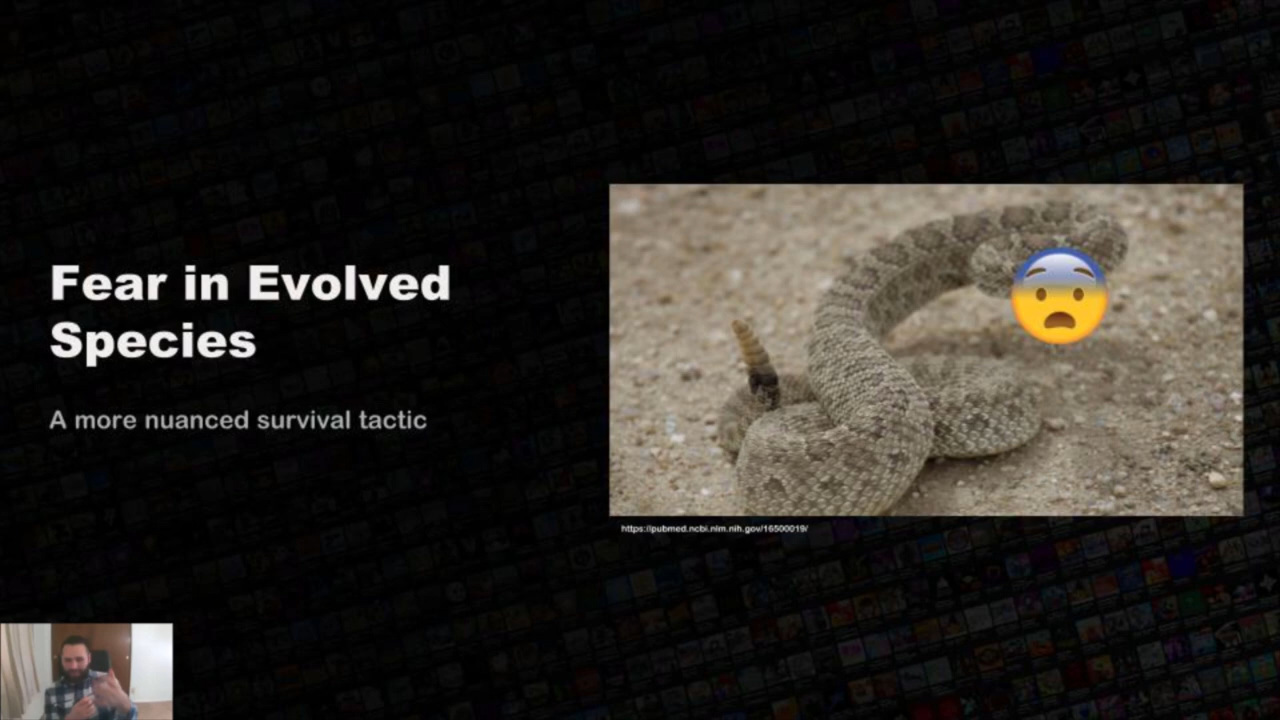 Fear in Evolved
Species
A more nuanced survival tactic
https://pubmed.ncbi.nlm.nih.gov/16500019/